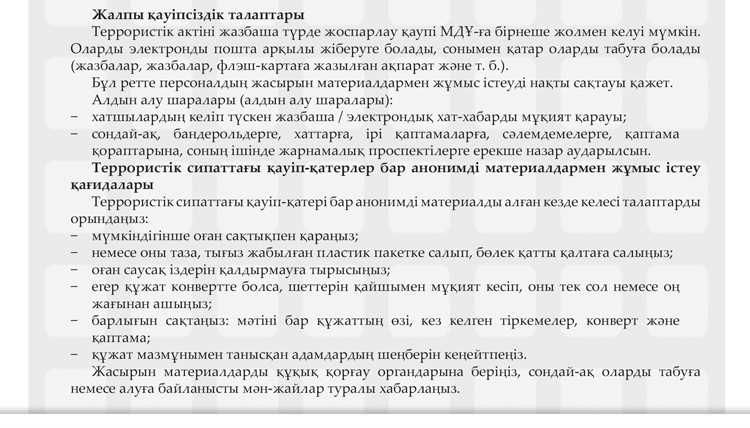 Жалпы қауіпсіздік талаптары
Террористік актіні жазбаша түрде жоспарлау қаупі МДҰ-ға бірнеше жолмен келуі мүмкін.
Оларды электронды пошта арқылы жіберуге болады, сонымен қатар оларды табуға болады
(жазбалар, жазбалар, флэш-картаға жазылған ақпарат және т. б.).
Бұл ретте персоналдың жасырын материалдармен жұмыс істеуді нақты сақтауы қажет.
Алдын алу шаралары (алдын алу шаралары):
– хатшылардың келіп түскен жазбаша / электрондық хат-хабарды мұқият қарауы;
– сондай-ақ, бандерольдерге, хаттарға, ірі қаптамаларға, сәлемдемелерге, қаптама
қораптарына, соның ішінде жарнамалық проспектілерге ерекше назар аударылсын.
Террористік сипаттағы қауіп-қатерлер бар анонимді материалдармен жұмыс істеу
қағидалары
Террористік сипаттағы қауіп-қатері бар анонимді материалды алған кезде келесі талаптарды
орындаңыз:
– мүмкіндігінше оған сақтықпен қараңыз;
– немесе оны таза, тығыз жабылған пластик пакетке салып, бөлек қатты қалтаға салыңыз;
– оған саусақ іздерін қалдырмауға тырысыңыз;
– егер құжат конвертте болса, шеттерін қайшымен мұқият кесіп, оны тек сол немесе оң
жағынан ашыңыз;
– барлығын сақтаңыз: мәтіні бар құжаттың өзі, кез келген тіркемелер, конверт және
қаптама;
– құжат мазмұнымен танысқан адамдардың шеңберін кеңейтпеңіз.
Жасырын материалдарды құқық қорғау органдарына беріңіз, сондай-ақ оларды табуға
немесе алуға байланысты мән-жайлар туралы хабарлаңыз.